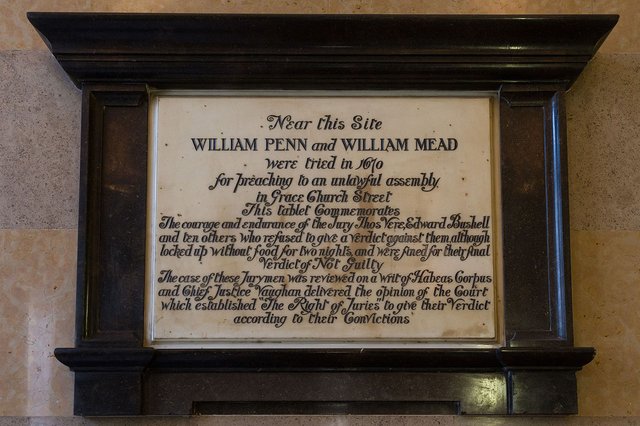 Near this Site
WILLIAM PENN and WILLIAM MEAD
were tried in 1670
for preaching to an unlawful assembly
in Grace Church Street
This tablet Commemorates
The courage and endurance of the Jury Thos Vere, Edward Bushell
and ten others who refused to give a verdict against them, although
locked up without food for two nights, and were fined for their final
Verdict of Not Guilty
The case of these Jurymen was reviewed on a Writ of Habeas Corpus
and Chief Justice Vaughan delivered the opinion of the Court
which established "The Right of Juries" to give their Verdict
according to their Convictions